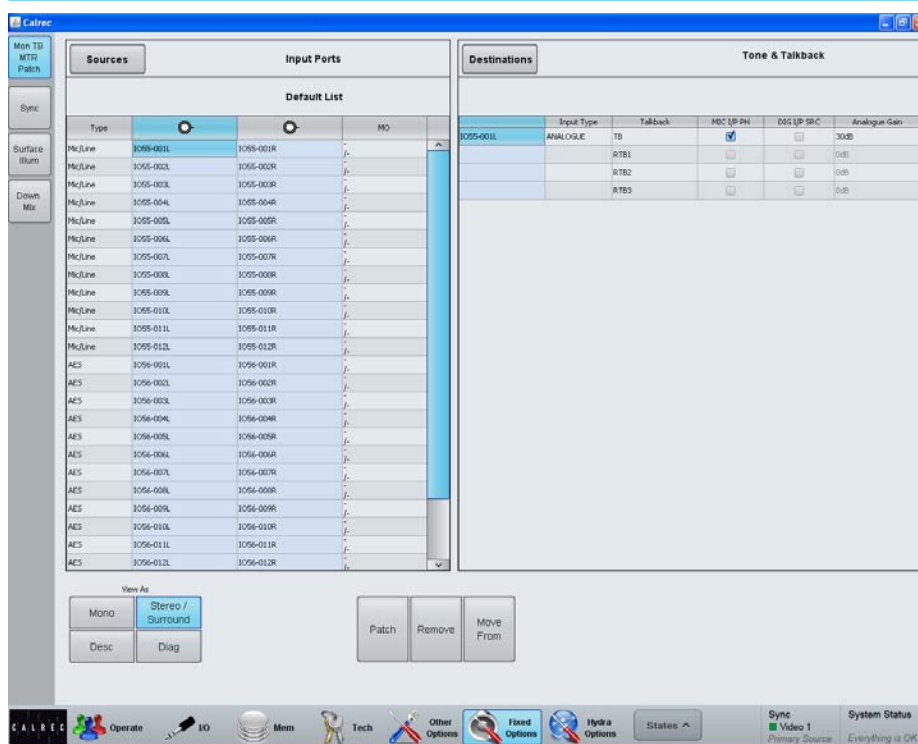 Calrec
Mon TB
MTR
Patch
Sync
Surface
Illum
Down
Mix
Sources
Input Ports
Default List
Type MO
Mic/Line IO55-001L IO55-001R -/-
Mic/Line IO55-002L IO55-002R -/-
Mic/Line IO55-003L IO55-003R -/-
Mic/Line IO55-004L IO55-004R -/-
Mic/Line IO55-005L IO55-005R -/-
Mic/Line IO55-006L IO55-006R -/-
Mic/Line IO55-007L IO55-007R -/-
Mic/Line IO55-008L IO55-008R -/-
Mic/Line IO55-009L IO55-009R -/-
Mic/Line IO55-010L IO55-010R -/-
Mic/Line IO55-011L IO55-011R -/-
Mic/Line IO55-012L IO55-012R -/-
AES IO56-001L IO56-001R -/-
AES IO56-002L IO56-002R -/-
AES IO56-003L IO56-003R -/-
AES IO56-004L IO56-004R -/-
AES IO56-005L IO56-005R -/-
AES IO56-006L IO56-006R -/-
AES IO56-007L IO56-007R -/-
AES IO56-008L IO56-008R -/-
AES IO56-009L IO56-009R -/-
AES IO56-010L IO56-010R -/-
AES IO56-011L IO56-011R -/-
AES IO56-012L IO56-012R -/-
Destinations
Tone & Talkback
Input Type Talkback MIC I/P PH DIG I/P SRC Analogue Gain
IO55-001L ANALOGUE TB 30dB
RTB1 0dB
RTB2 0dB
RTB3 0dB
View As
Mono
Stereo /
Surround
Desc
Diag
Patch
Remove
Move
From
CALREC
Operate
I/O
Mem
Tech
Other
Options
Fixed
Options
Hydra
Options
States
Sync
Video 1
Primary Source
System Status
Everything is OK